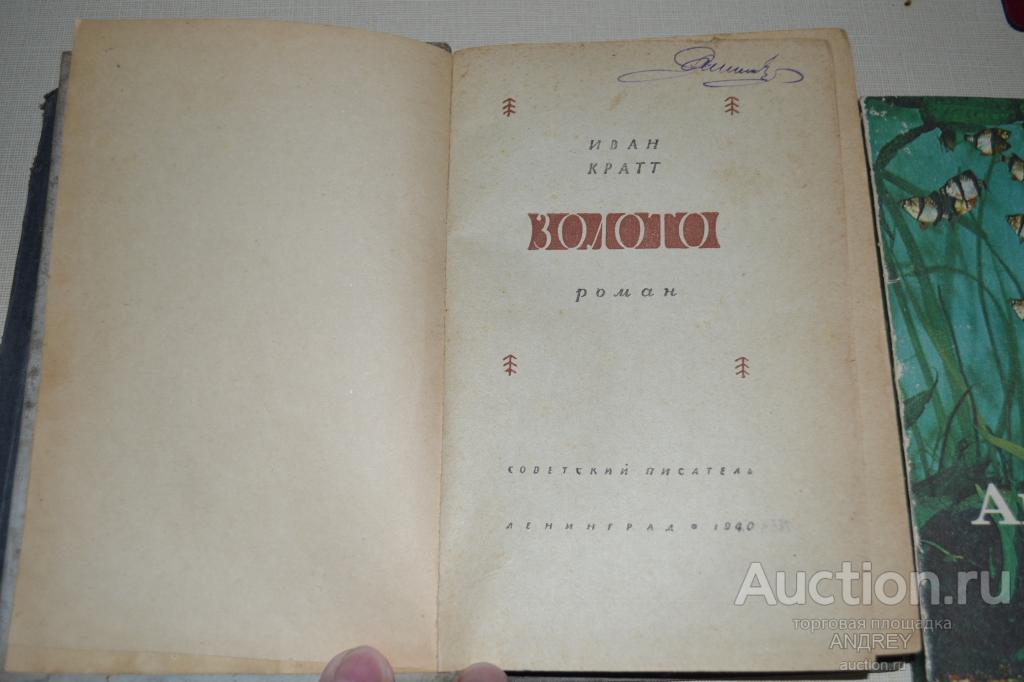 ИВАН
КРАТТ
ЗОЛОТО
роман
СОВЕТСКИЙ ПИСАТЕЛЬ
ЛЕНИНГРАД 1940
Auction.ru
торговая площадка
ANDREY
auction.ru